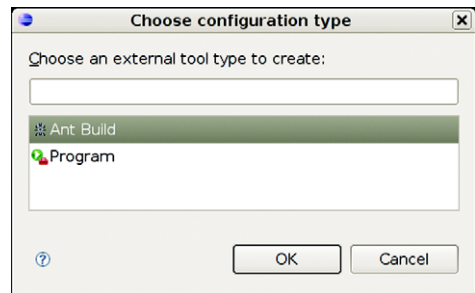 Choose configuration type
Choose an external tool type to create:
Ant Build
Program
?
OK
Cancel